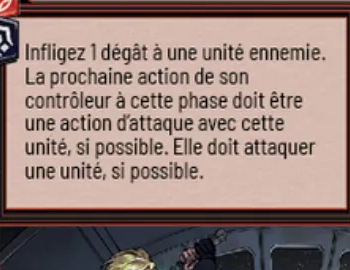 Infligez 1 dégât à une unité ennemie.
La prochaine action de son
contrôleur à cette phase doit être
une action d'attaque avec cette
unité, si possible. Elle doit attaquer
une unité, si possible.